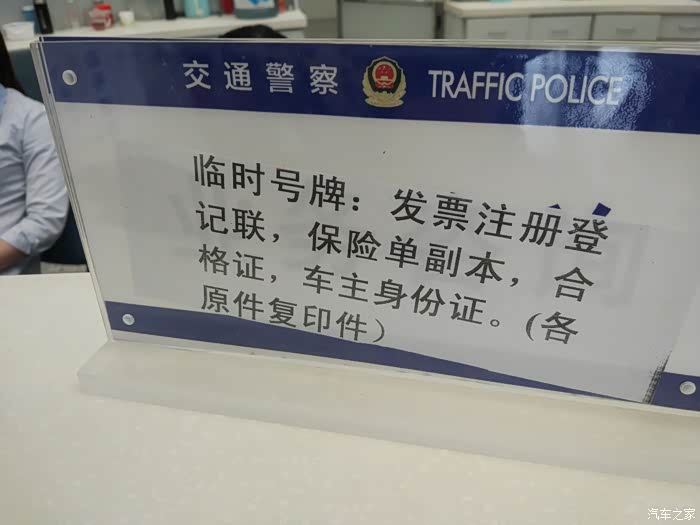 交通警察 TRAFFIC POLICE
临时号牌：发票注册登
记联，保险单副本，合
格证，车主身份证。(各
原件复印件)
汽车之家